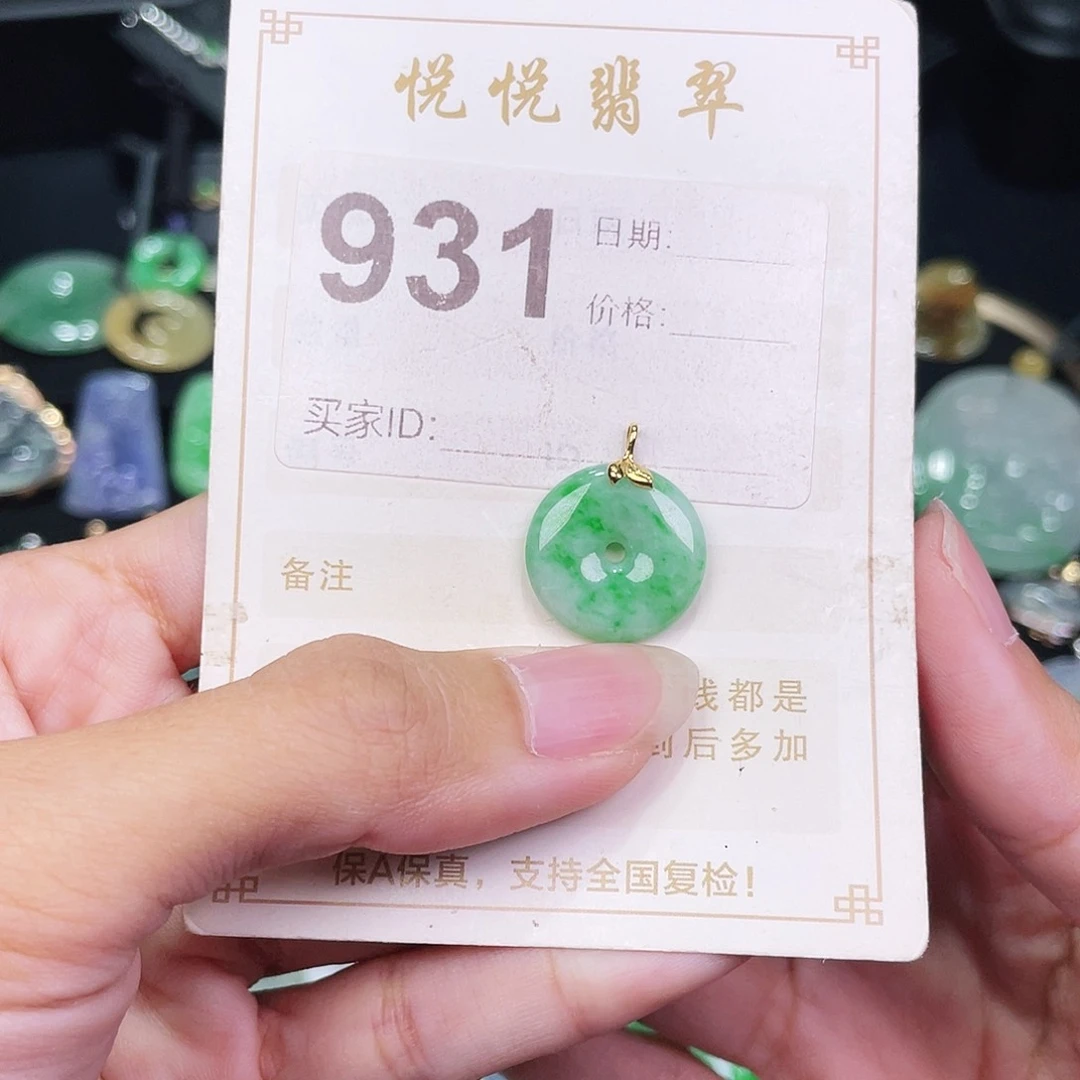 悦悦翡翠
931
日期:
价格:
买家ID:
备注
线都是
到后多加
保A保真，支持全国复检!